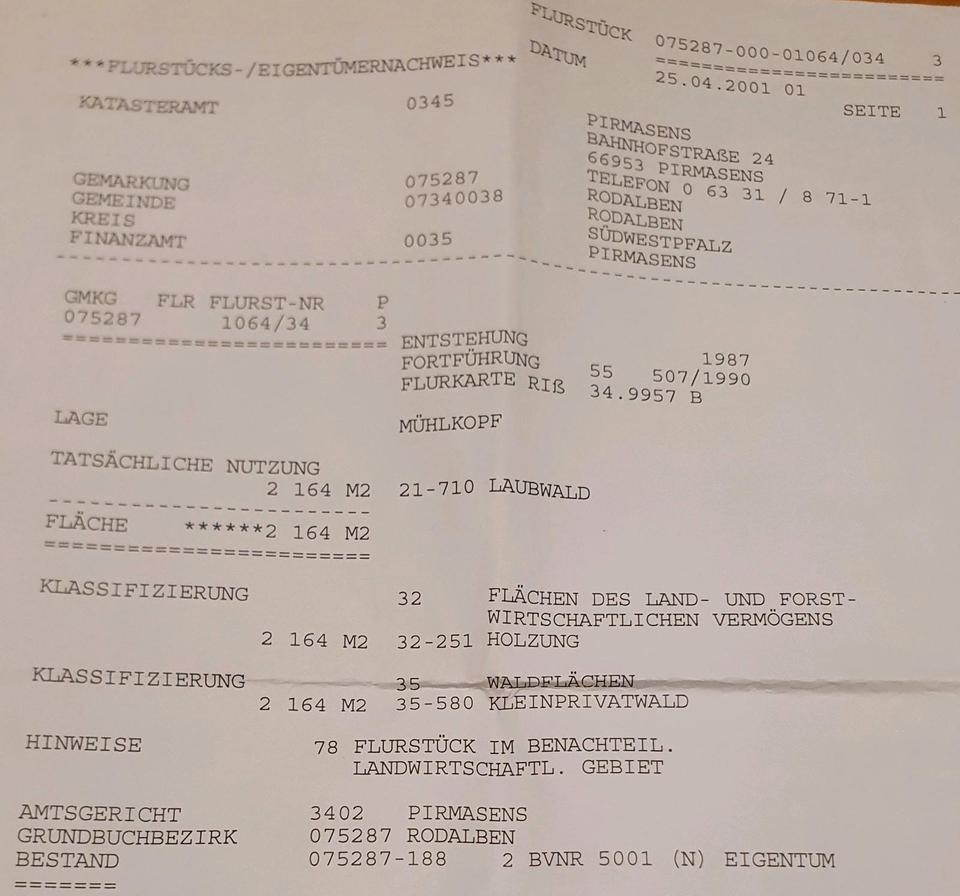 FLURSTÜCK 075287-000-01064/034 3
========================
***FLURSTÜCKS-/EIGENTÜMERNACHWEIS*** DATUM 25.04.2001 01
SEITE 1
KATASTERAMT 0345 PIRMASENS
BAHNHOFSTRAßE 24
66953 PIRMASENS
TELEFON 0 63 31 / 8 71-1
GEMARKUNG 075287 RODALBEN
GEMEINDE 07340038 RODALBEN
KREIS SÜDWESTPFALZ
FINANZAMT 0035 PIRMASENS
GMKG FLR FLURST-NR P
075287 1064/34 3
=========================
ENTSTEHUNG 1987
FORTFÜHRUNG 55 507/1990
FLURKARTE RIß 34.9957 B
LAGE MÜHLKOPF
TATSÄCHLICHE NUTZUNG
2 164 M2 21-710 LAUBWALD
-------------------------
FLÄCHE ******2 164 M2
=========================
KLASSIFIZIERUNG 32 FLÄCHEN DES LAND- UND FORST-
WIRTSCHAFTLICHEN VERMÖGENS
2 164 M2 32-251 HOLZUNG
KLASSIFIZIERUNG 35 WALDFLÄCHEN
2 164 M2 35-580 KLEINPRIVATWALD
HINWEISE 78 FLURSTÜCK IM BENACHTEIL.
LANDWIRTSCHAFTL. GEBIET
AMTSGERICHT 3402 PIRMASENS
GRUNDBUCHBEZIRK 075287 RODALBEN
BESTAND 075287-188 2 BVNR 5001 (N) EIGENTUM
=======